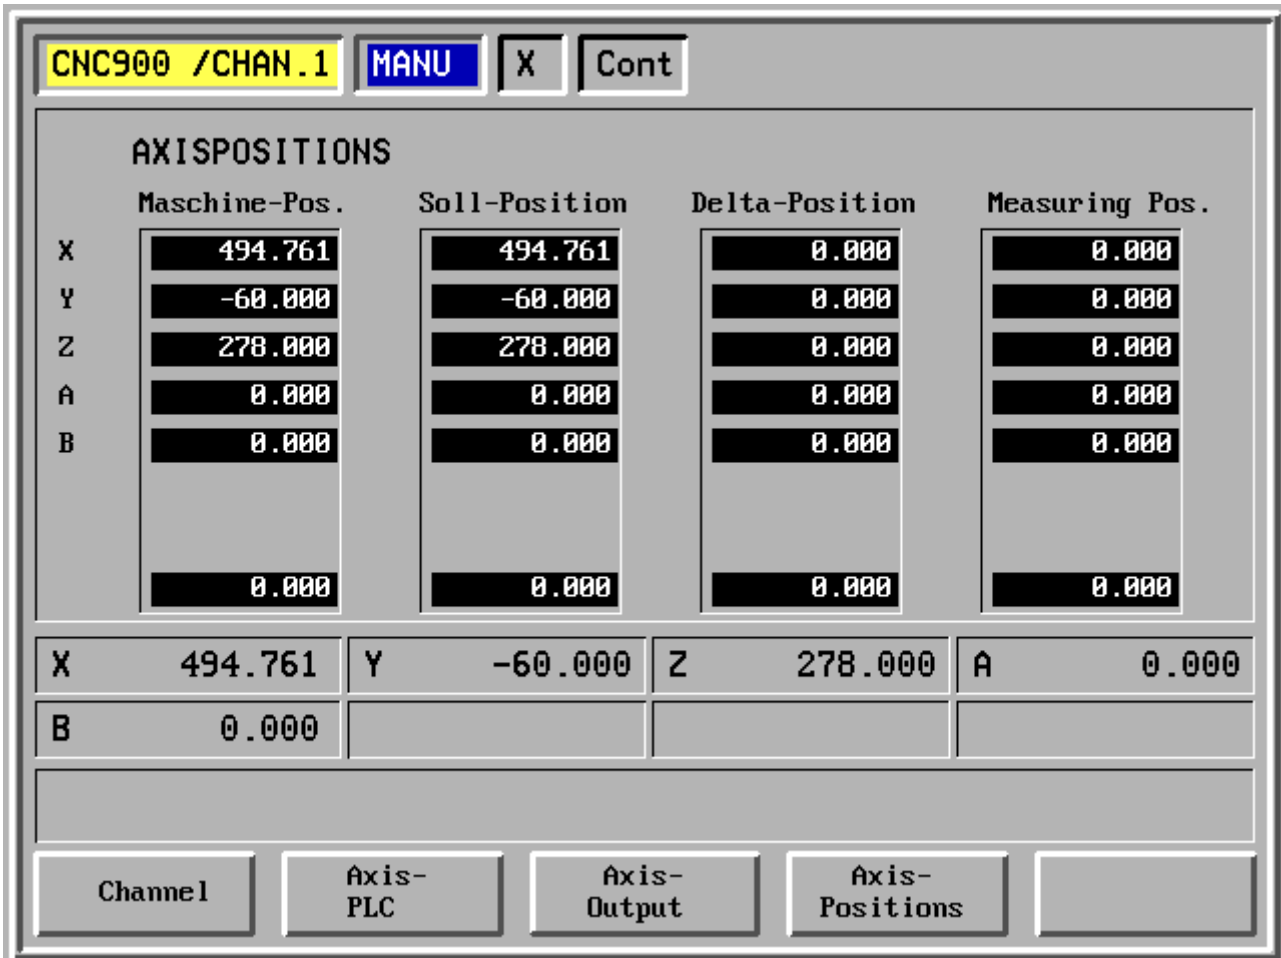 CNC900 /CHAN.1 MANU X Cont
AXISPOSITIONS
Maschine-Pos. Soll-Position Delta-Position Measuring Pos.
X 494.761 494.761 0.000 0.000
Y -60.000 -60.000 0.000 0.000
Z 278.000 278.000 0.000 0.000
A 0.000 0.000 0.000 0.000
B 0.000 0.000 0.000 0.000
0.000 0.000 0.000 0.000
X 494.761 Y -60.000 Z 278.000 A 0.000
B 0.000
Channel
Axis-
PLC
Axis-
Output
Axis-
Positions